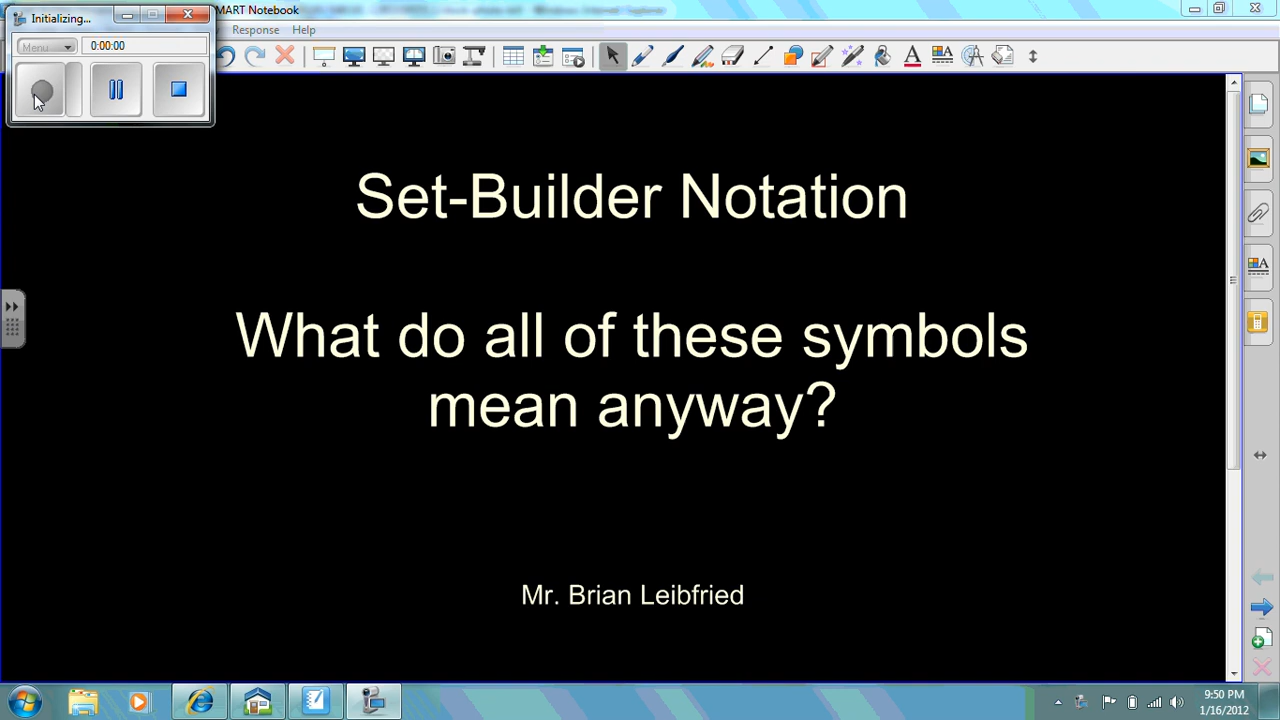 Initializing...
MART Notebook
Menu
0:00:00
Response Help
Set-Builder Notation
What do all of these symbols
mean anyway?
Mr. Brian Leibfried
9:50 PM
1/16/2012